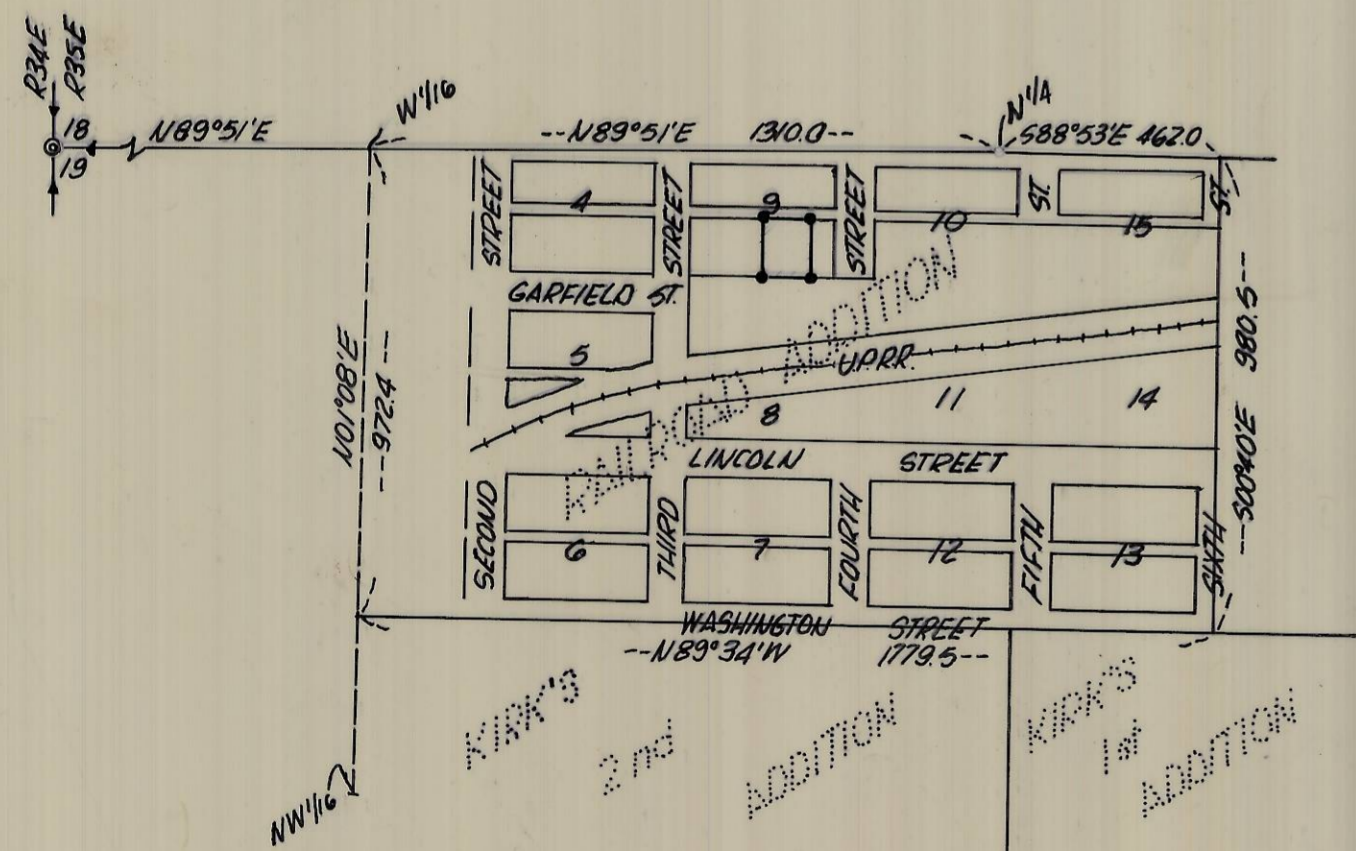 R34E
R35E
18
19
N89°51'E
W1/16
--N89°51'E 1310.0--
N1/4
S88°53'E 462.0
STREET
4
STREET
9
STREET
10
ST.
15
ST.
GARFIELD ST.
5
U.P.R.R.
RAILROAD ADDITION
8
11
14
N01°08'E
--972.4--
--S00°40'E 980.5--
LINCOLN STREET
SECOND
6
THIRD
7
FOURTH
12
FIFTH
13
SIXTH
WASHINGTON STREET
--N89°34'W 1779.5--
KIRK'S
2nd
ADDITION
KIRK'S
1st
ADDITION
NW1/16